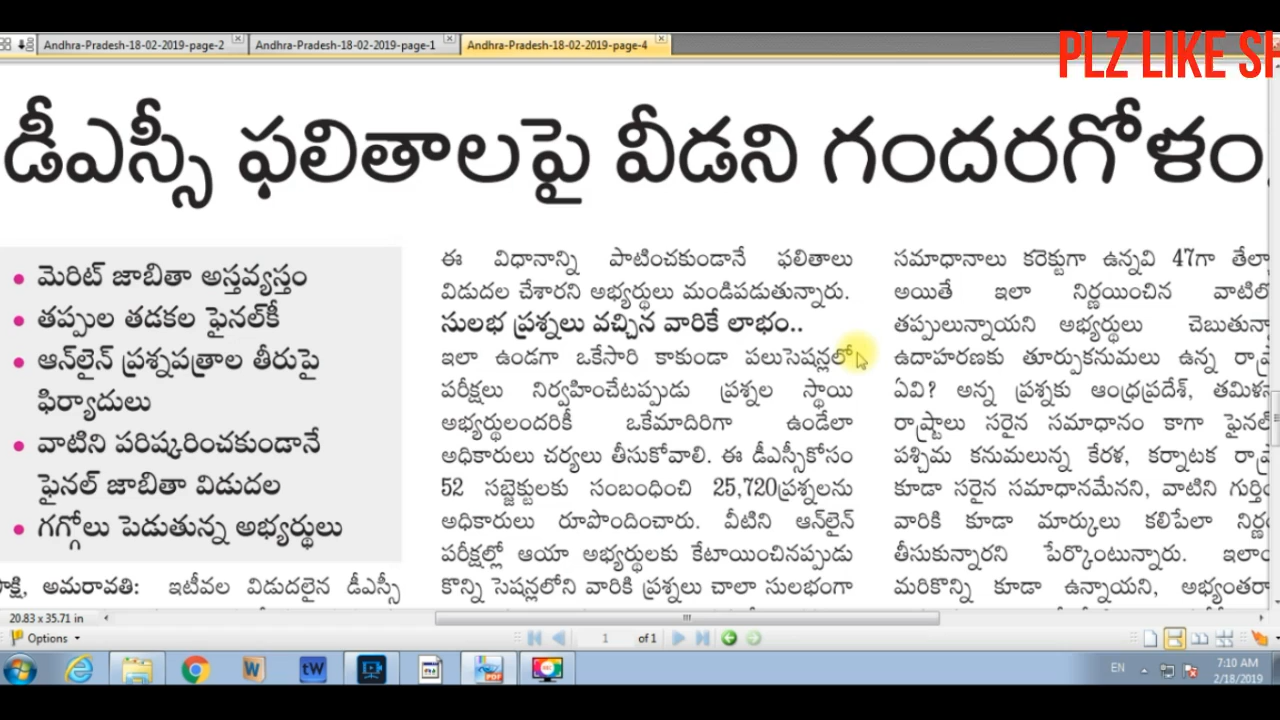 Andhra-Pradesh-18-02-2019-page-2
Andhra-Pradesh-18-02-2019-page-1
Andhra-Pradesh-18-02-2019-page-4
PLZ LIKE
డీఎస్సీ ఫలితాలపై వీడని గందరగోళం
• మెరిట్ జాబితా అస్తవ్యస్తం
• తప్పుల తడకల ఫైనల్‌కీ
• ఆన్‌లైన్ ప్రశ్నపత్రాల తీరుపై
ఫిర్యాదులు
• వాటిని పరిష్కరించకుండానే
ఫైనల్ జాబితా విడుదల
• గగ్గోలు పెడుతున్న అభ్యర్థులు
అమరావతి: ఇటీవల విడుదలైన డీఎస్సీ
ఈ విధానాన్ని పాటించకుండానే ఫలితాలు
విడుదల చేశారని అభ్యర్థులు మండిపడుతున్నారు.
సులభ ప్రశ్నలు వచ్చిన వారికే లాభం..
ఇలా ఉండగా ఒకేసారి కాకుండా పలుసెషన్లలో
పరీక్షలు నిర్వహించేటప్పుడు ప్రశ్నల స్థాయి
అభ్యర్థులందరికీ ఒకేమాదిరిగా ఉండేలా
అధికారులు చర్యలు తీసుకోవాలి. ఈ డీఎస్సీకోసం
52 సబ్జెక్టులకు సంబంధించి 25,720ప్రశ్నలను
అధికారులు రూపొందించారు. వీటిని ఆన్‌లైన్
పరీక్షల్లో ఆయా అభ్యర్థులకు కేటాయించినప్పుడు
కొన్ని సెషన్లలోని వారికి ప్రశ్నలు చాలా సులభంగా
సమాధానాలు కరెక్టుగా ఉన్నవి 47గా
అయితే ఇలా నిర్ణయించిన
తప్పులున్నాయని అభ్యర్థులు
ఉదాహరణకు తూర్పుకనుమలు ఉన్న
ఏవి? అన్న ప్రశ్నకు ఆంధ్రప్రదేశ్,
రాష్ట్రాలు సరైన సమాధానం కాగా
పశ్చిమ కనుమలున్న కేరళ, కర్నాటక
కూడా సరైన సమాధానమేనని, వాటిని
వారికి కూడా మార్కులు కలిపేలా
తీసుకున్నారని పేర్కొంటున్నారు.
మరికొన్ని కూడా ఉన్నాయని,
20.83 x 35.71 in
Options
1 of 1
EN
7:10 AM
2/18/2019